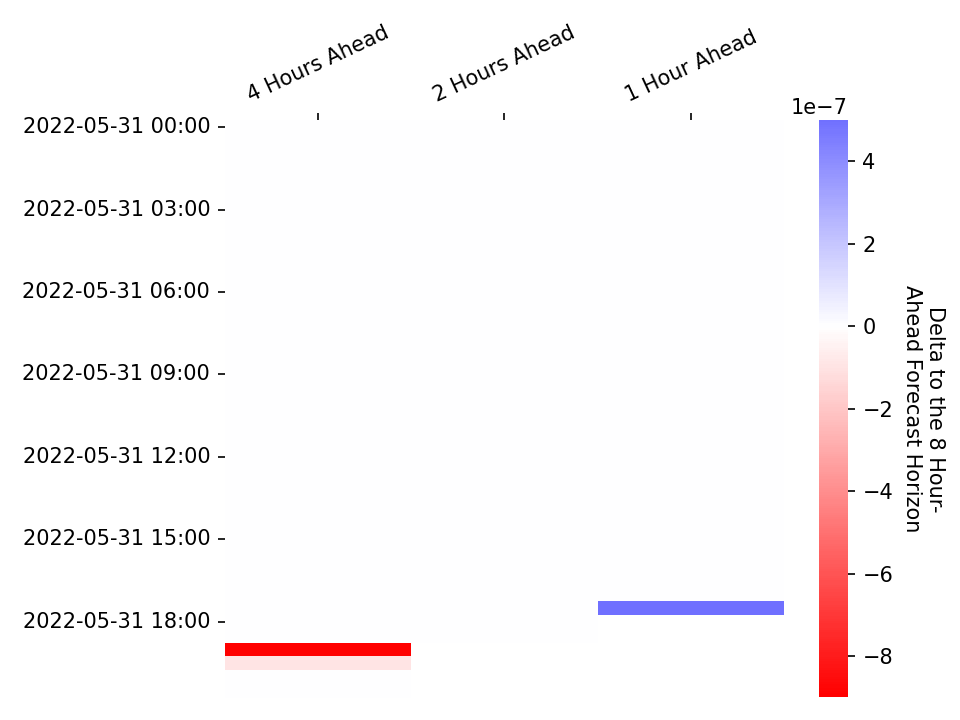 4 Hours Ahead
2 Hours Ahead
1 Hour Ahead
1e−7
2022-05-31 00:00
2022-05-31 03:00
2022-05-31 06:00
2022-05-31 09:00
2022-05-31 12:00
2022-05-31 15:00
2022-05-31 18:00
4
2
0
−2
−4
−6
−8
Delta to the 8 Hour-
Ahead Forecast Horizon